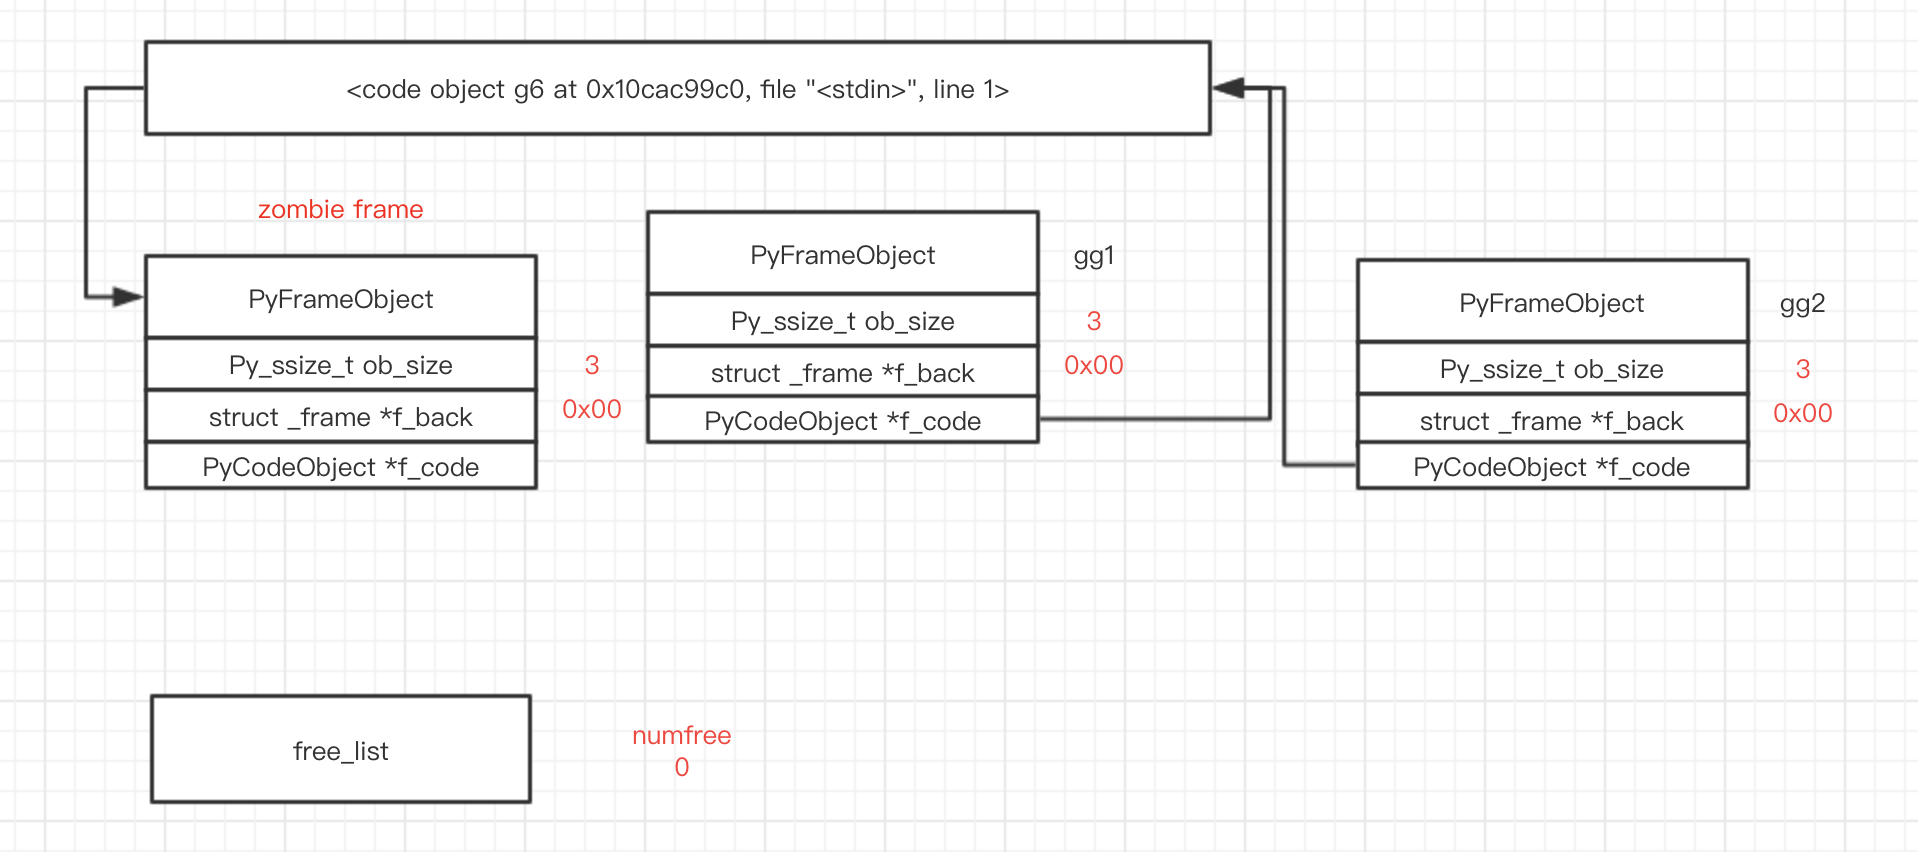 <code object g6 at 0x10cac99c0, file "<stdin>", line 1>
zombie frame
PyFrameObject
Py_ssize_t ob_size
3
struct _frame *f_back
0x00
PyCodeObject *f_code
PyFrameObject
gg1
Py_ssize_t ob_size
3
struct _frame *f_back
0x00
PyCodeObject *f_code
PyFrameObject
gg2
Py_ssize_t ob_size
3
struct _frame *f_back
0x00
PyCodeObject *f_code
free_list
numfree
0